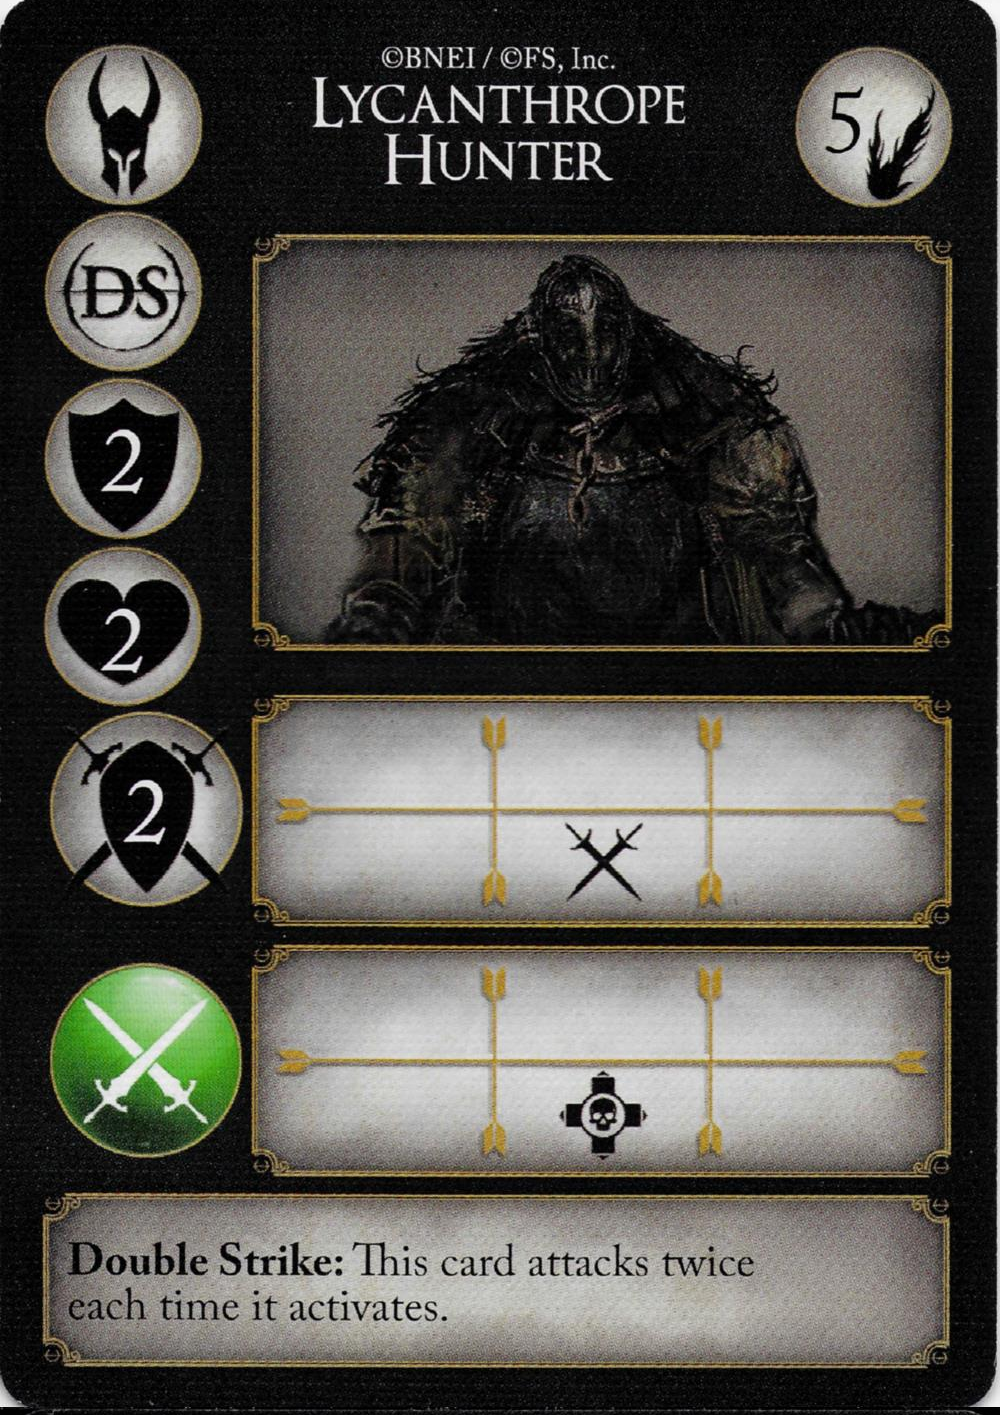 ©BNEI / ©FS, Inc.
LYCANTHROPE
HUNTER
5
DS
2
2
2
Double Strike: This card attacks twice
each time it activates.